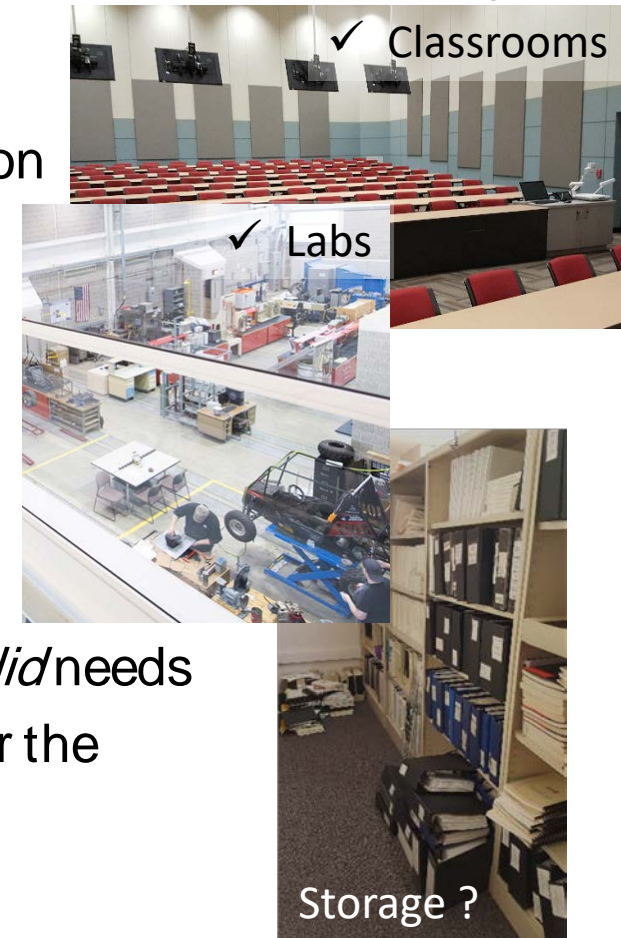 ✓ Classrooms
on
✓ Labs
lid needs
r the
Storage ?